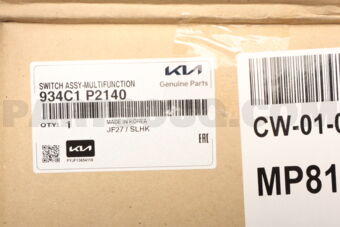 SWITCH ASSY-MULTIFUNCTION
934C1 P2140
KIA
Genuine Parts
QTY. 1
MADE IN KOREA
JF277 SLHK
EAC
KIA
CW-01-0
MP81